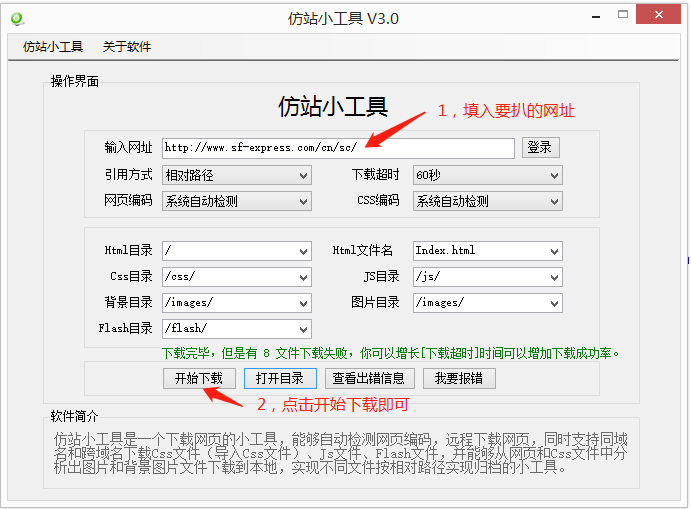 仿站小工具 V3.0
仿站小工具 关于软件
操作界面
仿站小工具
1，填入要扒的网址
输入网址 http://www.sf-express.com/cn/sc/ 登录
引用方式 相对路径 下载超时 60秒
网页编码 系统自动检测 CSS编码 系统自动检测
Html目录 / Html文件名 Index.html
Css目录 /css/ JS目录 /js/
背景目录 /images/ 图片目录 /images/
Flash目录 /flash/
下载完毕，但是有 8 文件下载失败，你可以增长[下载超时]时间可以增加下载成功率。
开始下载 打开目录 查看出错信息 我要报错
2，点击开始下载即可
软件简介
仿站小工具是一个下载网页的小工具，能够自动检测网页编码，远程下载网页，同时支持同域
名和跨域名下载Css文件（导入Css文件）、Js文件、Flash文件，并能够从网页和Css文件中分
析出图片和背景图片文件下载到本地，实现不同文件按相对路径实现归档的小工具。